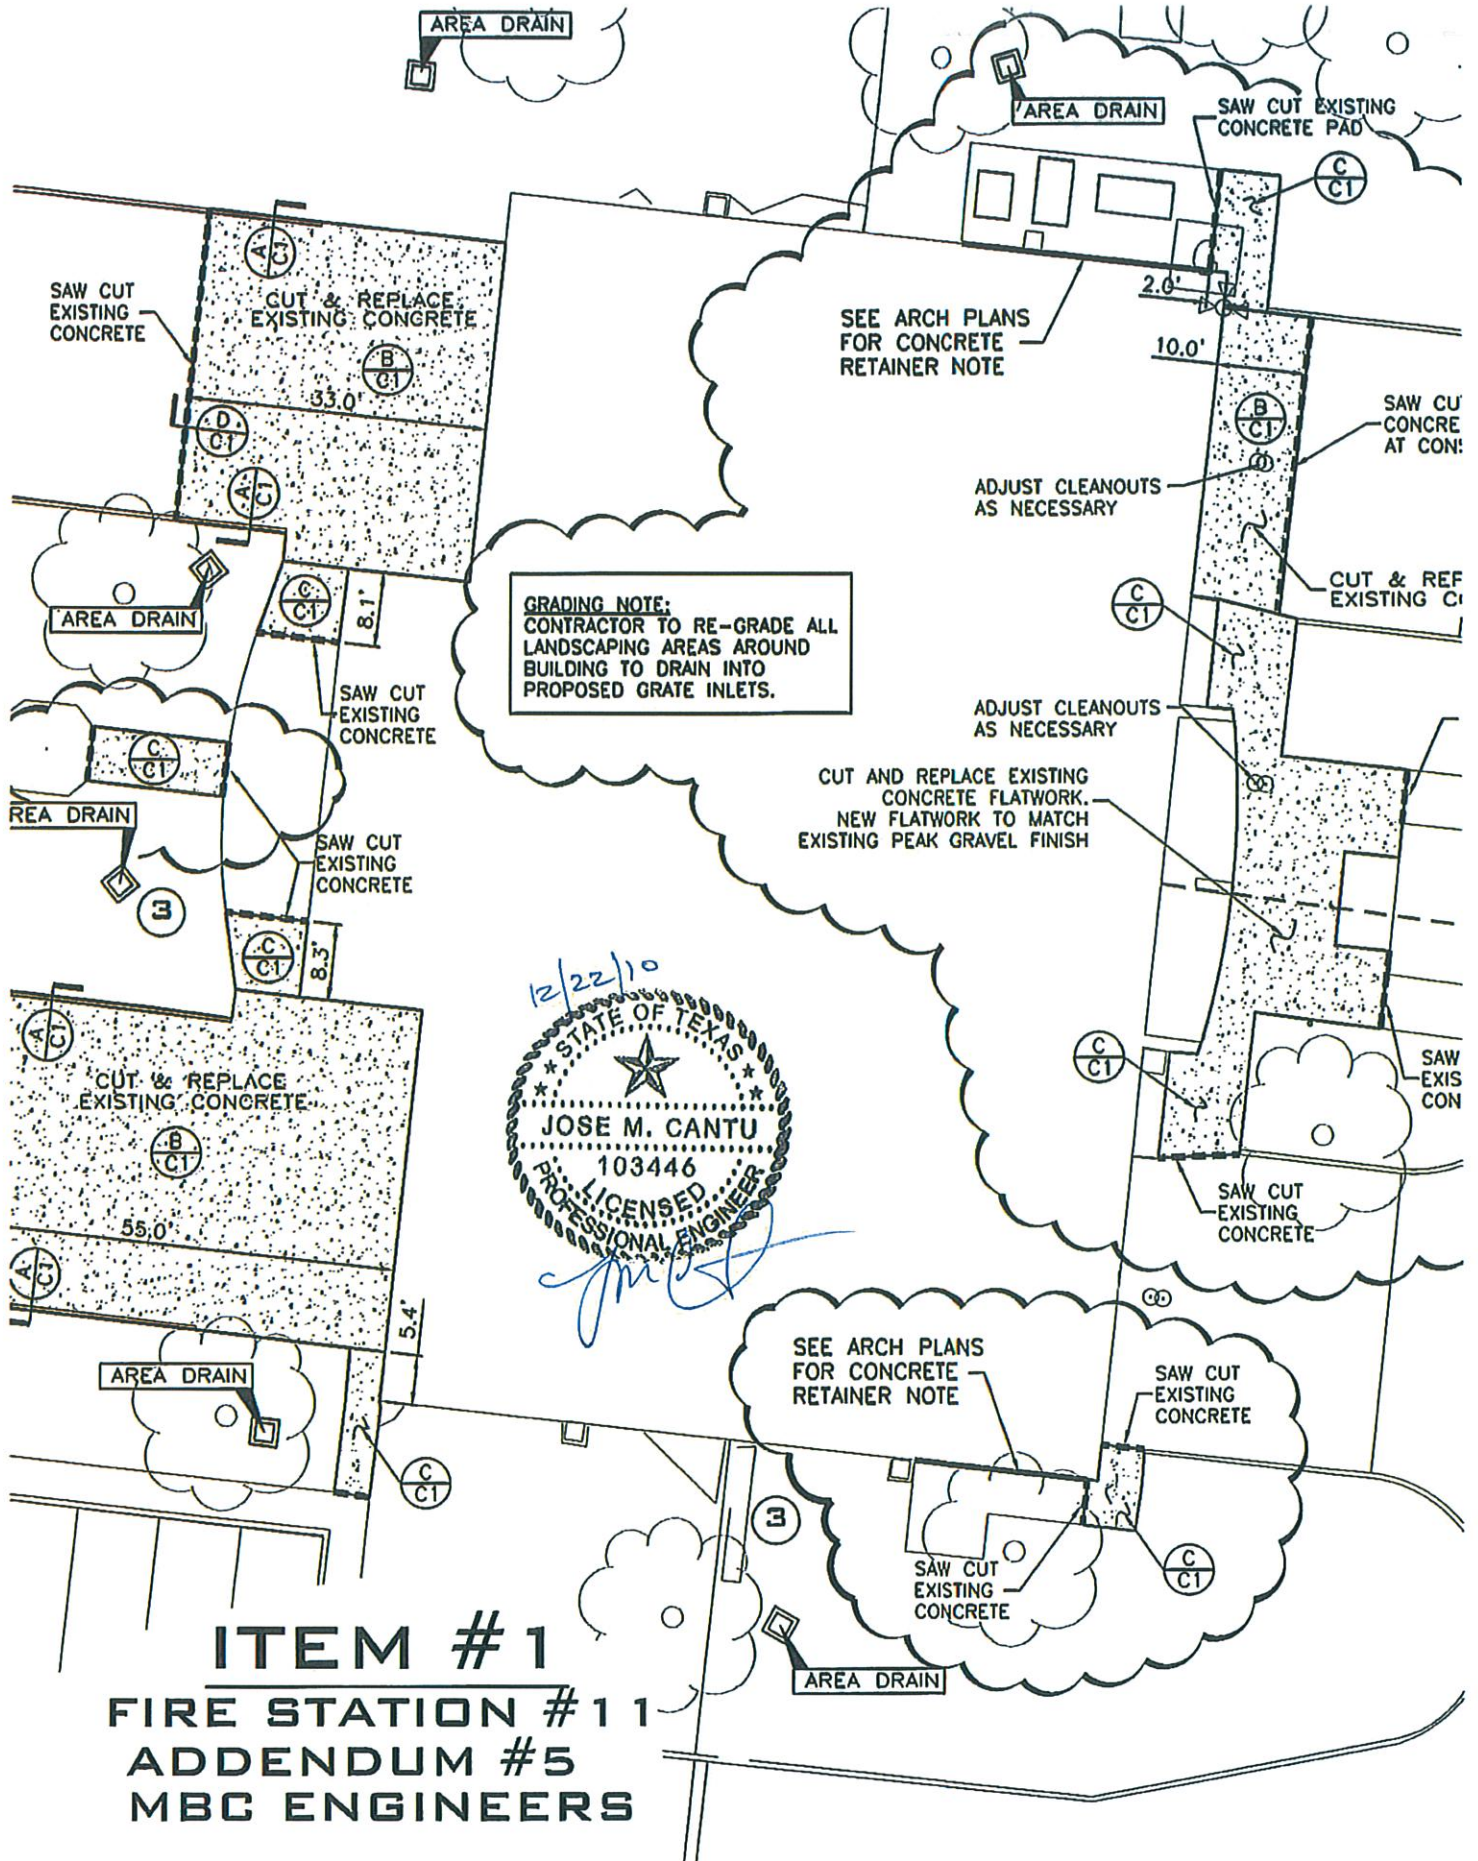 AREA DRAIN
AREA DRAIN
SAW CUT EXISTING
CONCRETE PAD
C
C1
A
C1
SAW CUT
EXISTING
CONCRETE
CUT & REPLACE
EXISTING CONCRETE
B
C1
33.0'
D
C1
A
C1
2.0'
SEE ARCH PLANS
FOR CONCRETE
RETAINER NOTE
10.0'
B
C1
SAW CU
CONCRE
AT CON
ADJUST CLEANOUTS
AS NECESSARY
CUT & REF
EXISTING C
C
C1
8.1'
C
C1
AREA DRAIN
GRADING NOTE:
CONTRACTOR TO RE-GRADE ALL
LANDSCAPING AREAS AROUND
BUILDING TO DRAIN INTO
PROPOSED GRATE INLETS.
SAW CUT
EXISTING
CONCRETE
C
C1
ADJUST CLEANOUTS
AS NECESSARY
CUT AND REPLACE EXISTING
CONCRETE FLATWORK.
NEW FLATWORK TO MATCH
EXISTING PEAK GRAVEL FINISH
REA DRAIN
SAW CUT
EXISTING
CONCRETE
3
C
C1
8.3'
12/22/10
STATE OF TEXAS
JOSE M. CANTU
103446
LICENSED
PROFESSIONAL ENGINEER
A
C1
CUT & REPLACE
EXISTING CONCRETE
B
C1
55.0'
A
C1
C
C1
SAW
EXIS
CON
SAW CUT
EXISTING
CONCRETE
5.4'
AREA DRAIN
C
C1
SEE ARCH PLANS
FOR CONCRETE
RETAINER NOTE
SAW CUT
EXISTING
CONCRETE
3
SAW CUT
EXISTING
CONCRETE
C
C1
AREA DRAIN
ITEM #1
FIRE STATION #11
ADDENDUM #5
MBC ENGINEERS